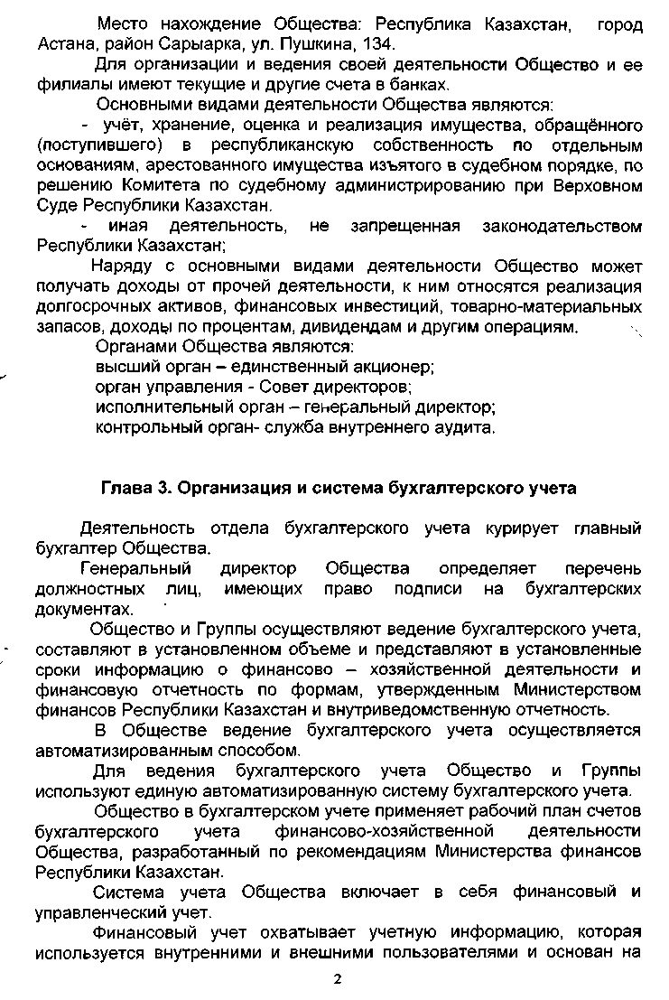 Место нахождение Общества: Республика Казахстан, город
Астана, район Сарыарка, ул. Пушкина, 134.
Для организации и ведения своей деятельности Общество и ее
филиалы имеют текущие и другие счета в банках.
Основными видами деятельности Общества являются:
- учёт, хранение, оценка и реализация имущества, обращённого
(поступившего) в республиканскую собственность по отдельным
основаниям, арестованного имущества изъятого в судебном порядке, по
решению Комитета по судебному администрированию при Верховном
Суде Республики Казахстан.
- иная деятельность, не запрещенная законодательством
Республики Казахстан;
Наряду с основными видами деятельности Общество может
получать доходы от прочей деятельности, к ним относятся реализация
долгосрочных активов, финансовых инвестиций, товарно-материальных
запасов, доходы по процентам, дивидендам и другим операциям.
Органами Общества являются:
высший орган – единственный акционер;
орган управления - Совет директоров;
исполнительный орган – генеральный директор;
контрольный орган- служба внутреннего аудита.
Глава 3. Организация и система бухгалтерского учета
Деятельность отдела бухгалтерского учета курирует главный
бухгалтер Общества.
Генеральный директор Общества определяет перечень
должностных лиц, имеющих право подписи на бухгалтерских
документах.
Общество и Группы осуществляют ведение бухгалтерского учета,
составляют в установленном объеме и представляют в установленные
сроки информацию о финансово – хозяйственной деятельности и
финансовую отчетность по формам, утвержденным Министерством
финансов Республики Казахстан и внутриведомственную отчетность.
В Обществе ведение бухгалтерского учета осуществляется
автоматизированным способом.
Для ведения бухгалтерского учета Общество и Группы
используют единую автоматизированную систему бухгалтерского учета.
Общество в бухгалтерском учете применяет рабочий план счетов
бухгалтерского учета финансово-хозяйственной деятельности
Общества, разработанный по рекомендациям Министерства финансов
Республики Казахстан.
Система учета Общества включает в себя финансовый и
управленческий учет.
Финансовый учет охватывает учетную информацию, которая
используется внутренними и внешними пользователями и основан на
2